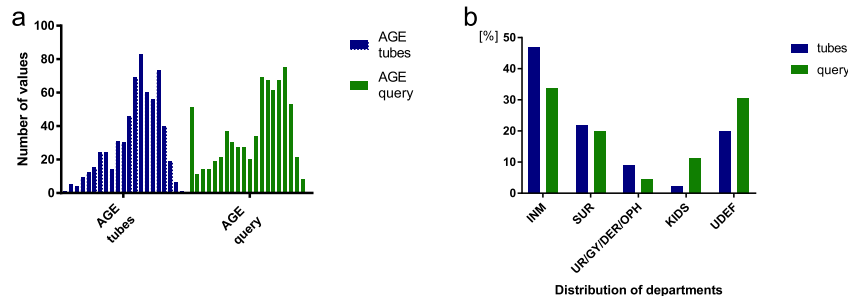 a
Number of values
100
80
60
40
20
0
AGE
tubes
AGE
query
AGE
tubes
AGE
query
b
[%]
50
40
30
20
10
0
INM
SUR
UR/GY/DER/OPH
KIDS
UDEF
Distribution of departments
tubes
query